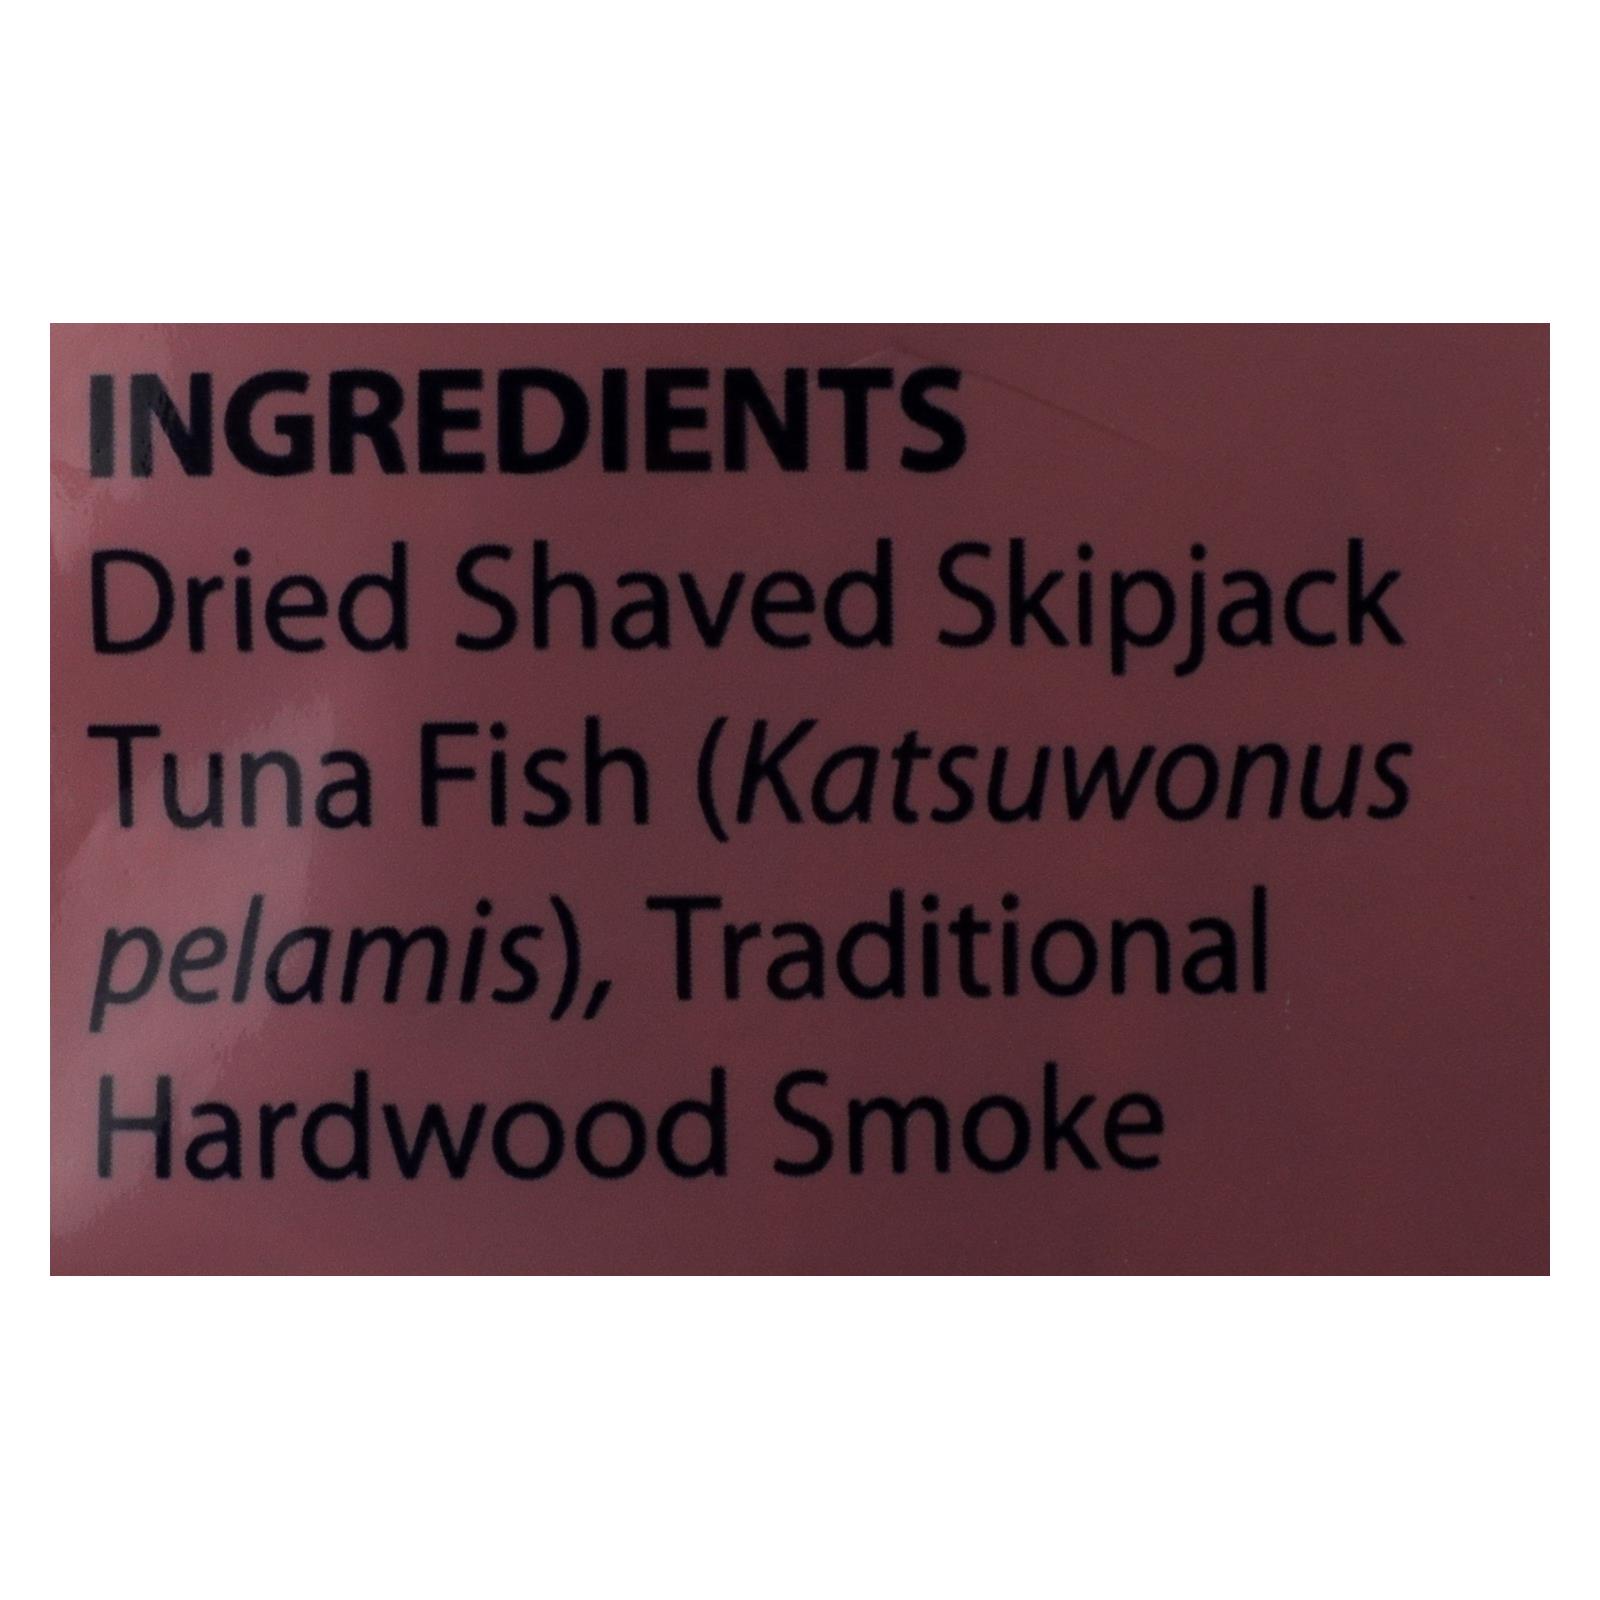 INGREDIENTS
Dried Shaved Skipjack
Tuna Fish (Katsuwonus
pelamis), Traditional
Hardwood Smoke